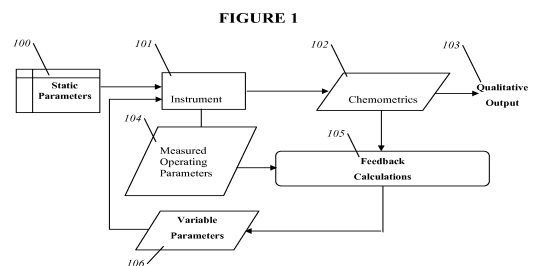 FIGURE 1
100
101
102
103
Static
Parameters
Instrument
Chemometrics
Qualitative
Output
104
Measured
Operating
Parameters
105
Feedback
Calculations
Variable
Parameters
106